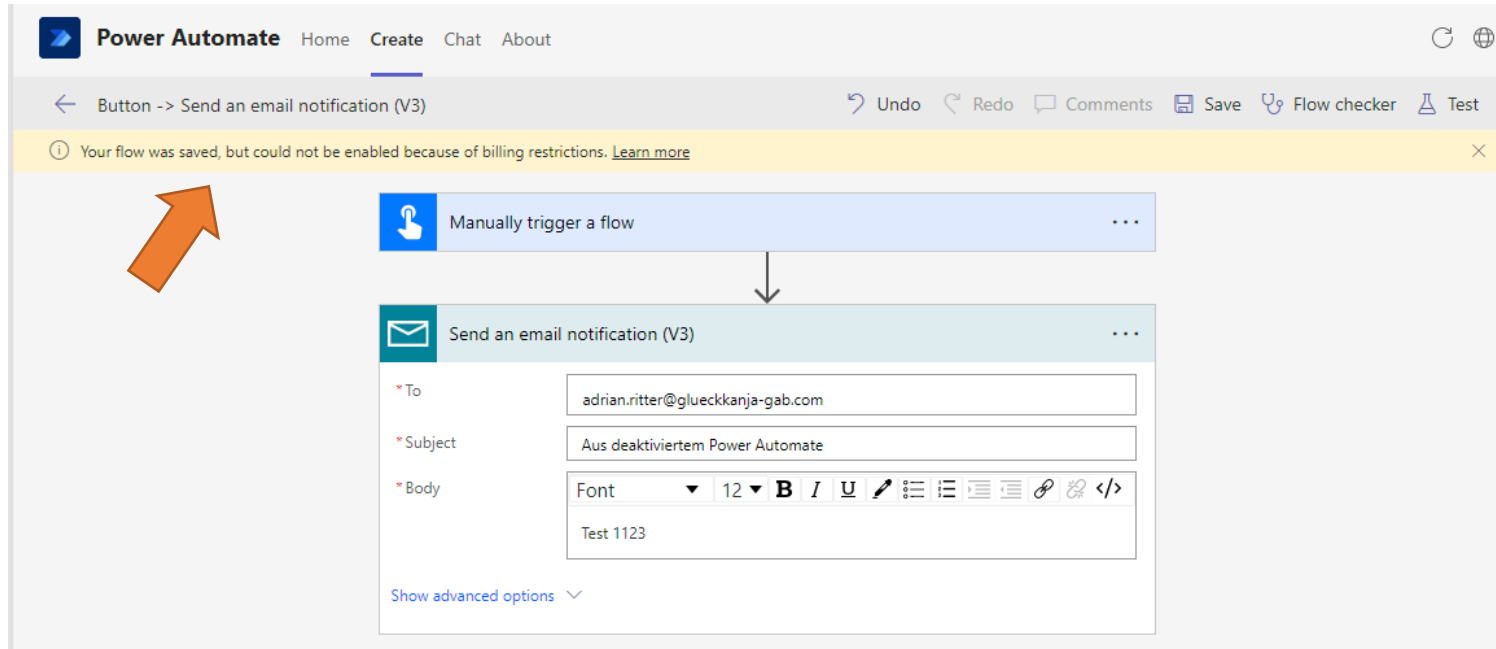 Power Automate Home Create Chat About
Button -> Send an email notification (V3) Undo Redo Comments Save Flow checker Test
Your flow was saved, but could not be enabled because of billing restrictions. Learn more
Manually trigger a flow
Send an email notification (V3)
* To adrian.ritter@glueckkanja-gab.com
* Subject Aus deaktiviertem Power Automate
* Body Font 12 B I U </>
Test 1123
Show advanced options